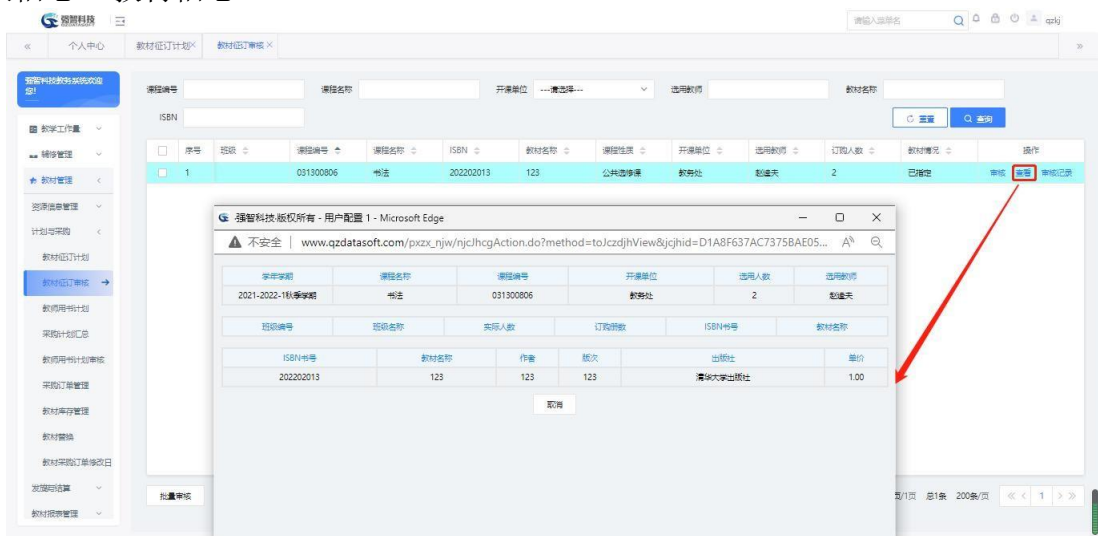 强智科技
请输入菜单名
qzkj
个人中心 教材征订计划× 教材征订审核×
强智科技教务系统欢迎您!
课程编号 课程名称 开课单位 ---请选择--- 选用教师 教材名称
ISBN 重置 查询
教学工作量
辅修管理
教材管理
资源信息管理
计划与采购
教材征订计划
教材征订审核
教师用书计划
采购计划汇总
教师用书计划审核
采购订单管理
教材库存管理
教材替换
教材采购订单修改日
发放与结算
教材报表管理
序号 班级 课程编号 课程名称 ISBN 教材名称 课程性质 开课单位 选用教师 订购人数 教材情况 操作
1 031300806 书法 202202013 123 公共选修课 教务处 赵逵天 2 已指定 审核 查看 审核记录
强智科技-版权所有 - 用户配置 1 - Microsoft Edge
不安全 | www.qzdatasoft.com/pxzx_njw/njcJhcgAction.do?method=toJczdjhView&jcjhid=D1A8F637AC7375BAE05...
学年学期 课程名称 课程编号 开课单位 选用人数 选用教师
2021-2022-1秋季学期 书法 031300806 教务处 2 赵逵天
班级编号 班级名称 实际人数 订购册数 ISBN书号 教材名称
ISBN书号 教材名称 作者 版次 出版社 单价
202202013 123 123 123 清华大学出版社 1.00
取消
批量审核 页/1页 总1条 200条/页 1